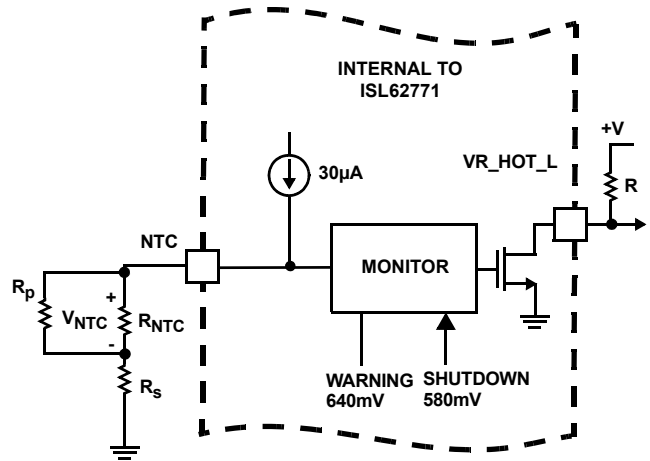 INTERNAL TO
ISL62771
+V
VR_HOT_L
R
30µA
NTC
MONITOR
Rp
+
VNTC
RNTC
-
Rs
WARNING
640mV
SHUTDOWN
580mV